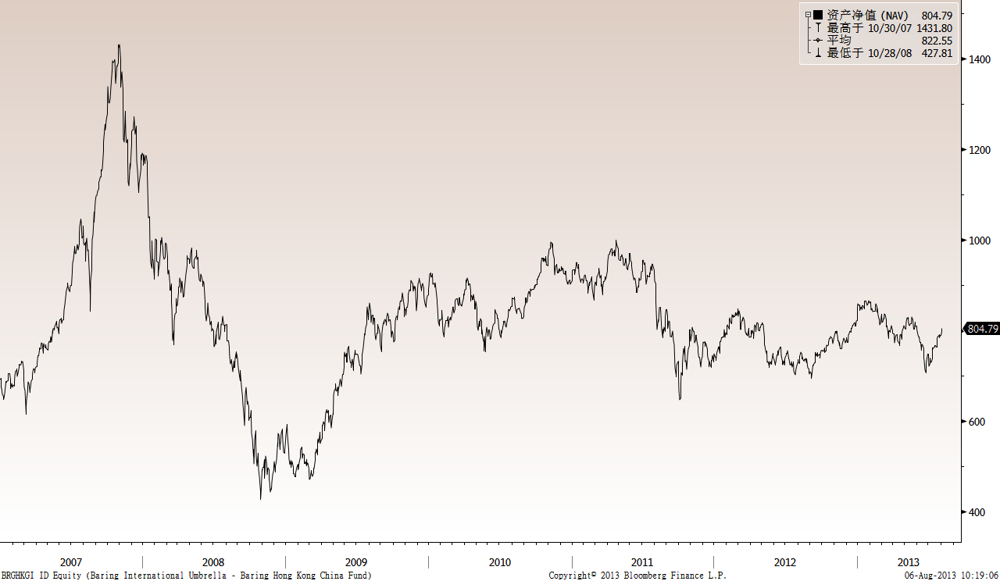 资产净值 (NAV) 804.79
最高于 10/30/07 1431.80
平均 822.55
最低于 10/28/08 427.81
1400
1200
1000
804.79
600
400
2007 2008 2009 2010 2011 2012 2013
BRGHKGI ID Equity (Baring International Umbrella - Baring Hong Kong China Fund) Copyright© 2013 Bloomberg Finance L.P. 06-Aug-2013 10:19:06